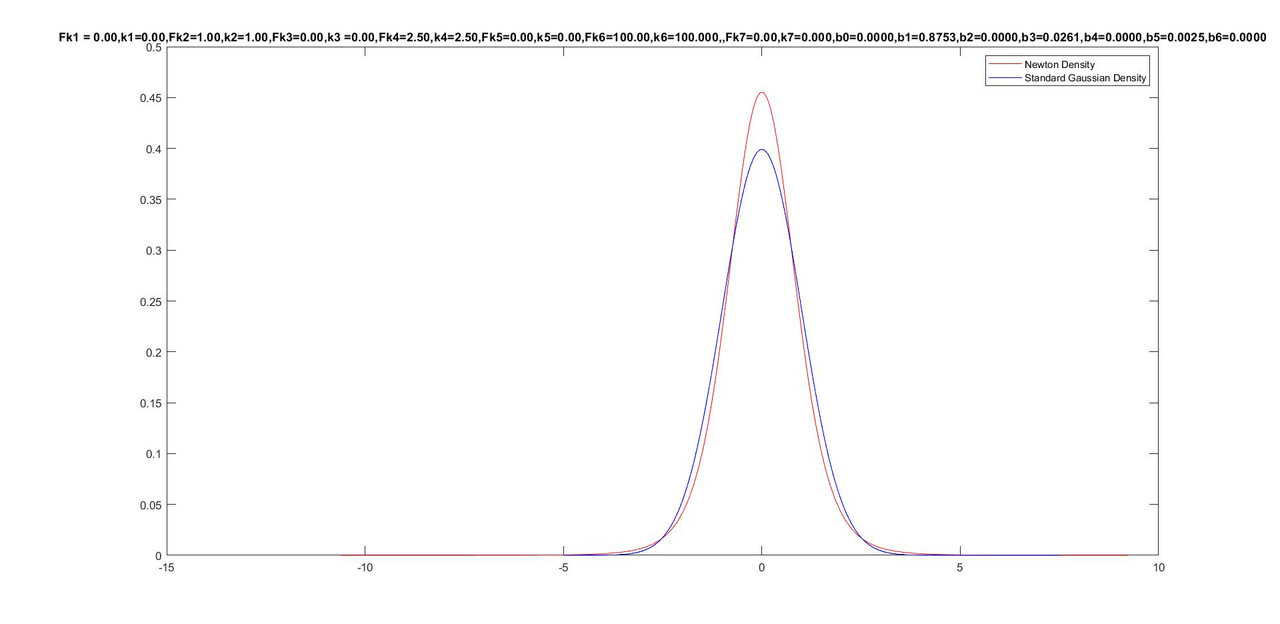 Fk1 = 0.00,k1=0.00,Fk2=1.00,k2=1.00,Fk3=0.00,k3 =0.00,Fk4=2.50,k4=2.50,Fk5=0.00,k5=0.00,Fk6=100.00,k6=100.000,,Fk7=0.00,k7=0.000,b0=0.0000,b1=0.8753,b2=0.0000,b3=0.0261,b4=0.0000,b5=0.0025,b6=0.0000
0.5
Newton Density
Standard Gaussian Density
0.45
0.4
0.35
0.3
0.25
0.2
0.15
0.1
0.05
0
-15 -10 -5 0 5 10